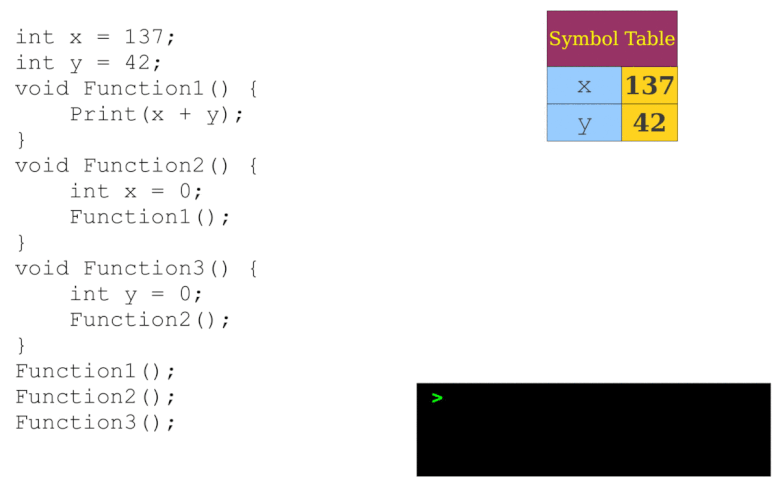 int x = 137;
int y = 42;
void Function1() {
    Print(x + y);
}
void Function2() {
    int x = 0;
    Function1();
}
void Function3() {
    int y = 0;
    Function2();
}
Function1();
Function2();
Function3();
Symbol Table
x 137
y 42
>